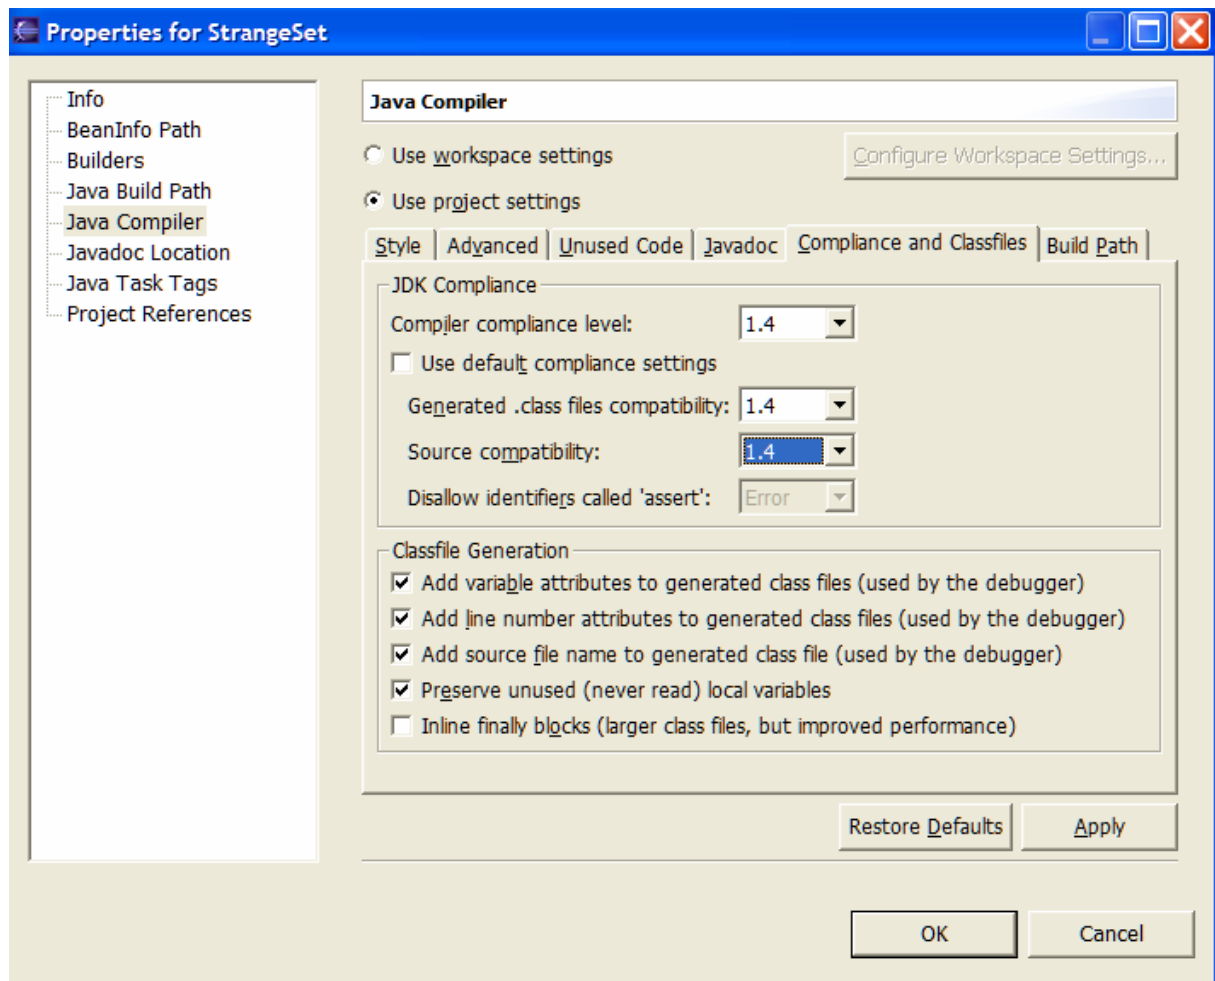 Properties for StrangeSet
Info
BeanInfo Path
Builders
Java Build Path
Java Compiler
Javadoc Location
Java Task Tags
Project References
Java Compiler
Use workspace settings
Configure Workspace Settings...
Use project settings
Style Advanced Unused Code Javadoc Compliance and Classfiles Build Path
JDK Compliance
Compiler compliance level: 1.4
Use default compliance settings
Generated .class files compatibility: 1.4
Source compatibility: 1.4
Disallow identifiers called 'assert': Error
Classfile Generation
Add variable attributes to generated class files (used by the debugger)
Add line number attributes to generated class files (used by the debugger)
Add source file name to generated class file (used by the debugger)
Preserve unused (never read) local variables
Inline finally blocks (larger class files, but improved performance)
Restore Defaults Apply
OK Cancel